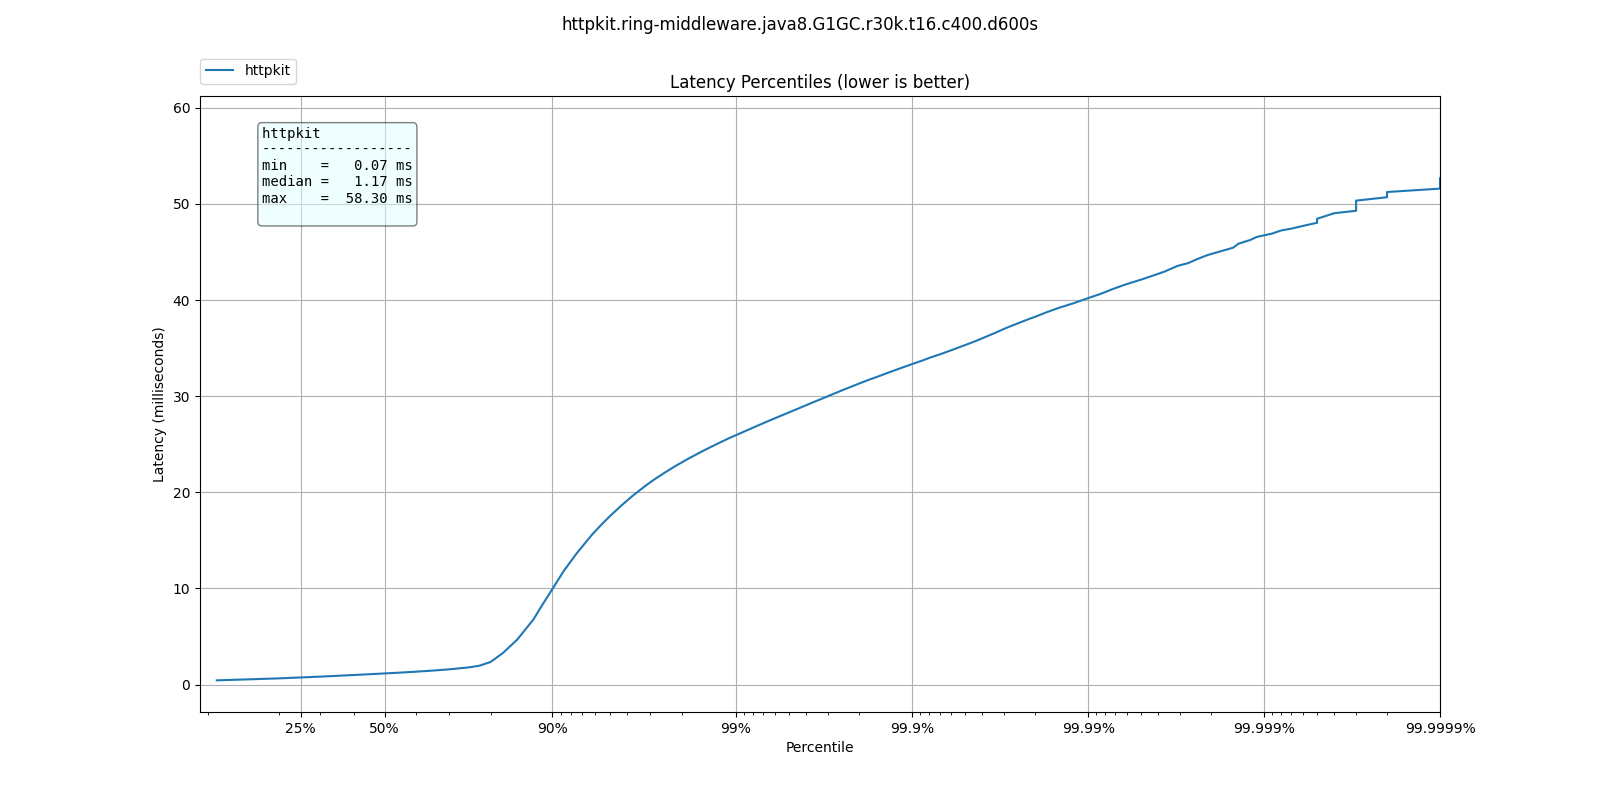 httpkit.ring-middleware.java8.G1GC.r30k.t16.c400.d600s
httpkit
Latency Percentiles (lower is better)
httpkit
------------------
min    =   0.07 ms
median =   1.17 ms
max    =  58.30 ms
60
50
40
30
20
10
0
Latency (milliseconds)
25% 50% 90% 99% 99.9% 99.99% 99.999% 99.9999%
Percentile